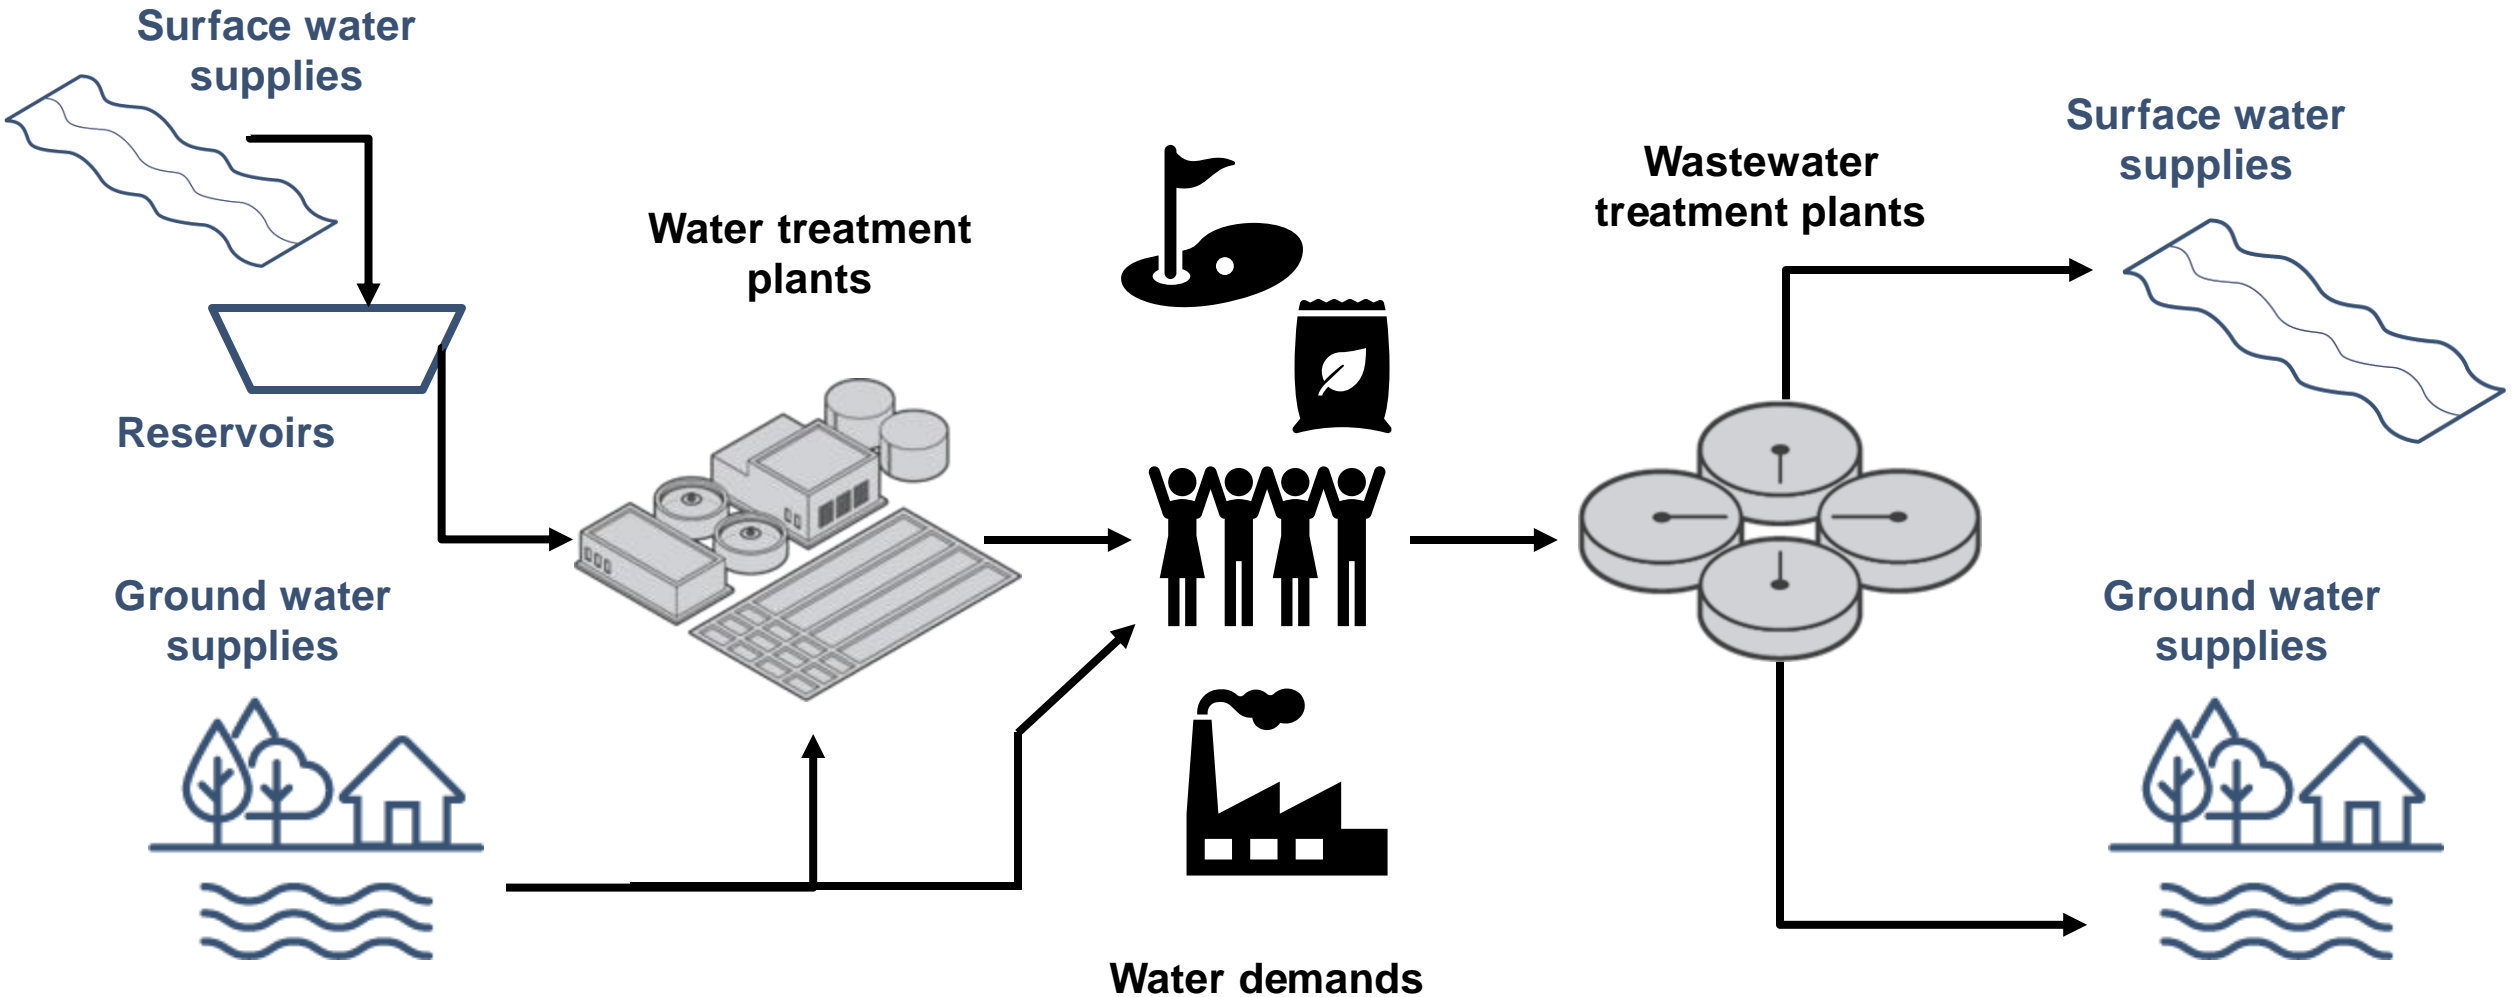 Surface water
supplies
Reservoirs
Ground water
supplies
Water treatment
plants
Water demands
Wastewater
treatment plants
Surface water
supplies
Ground water
supplies